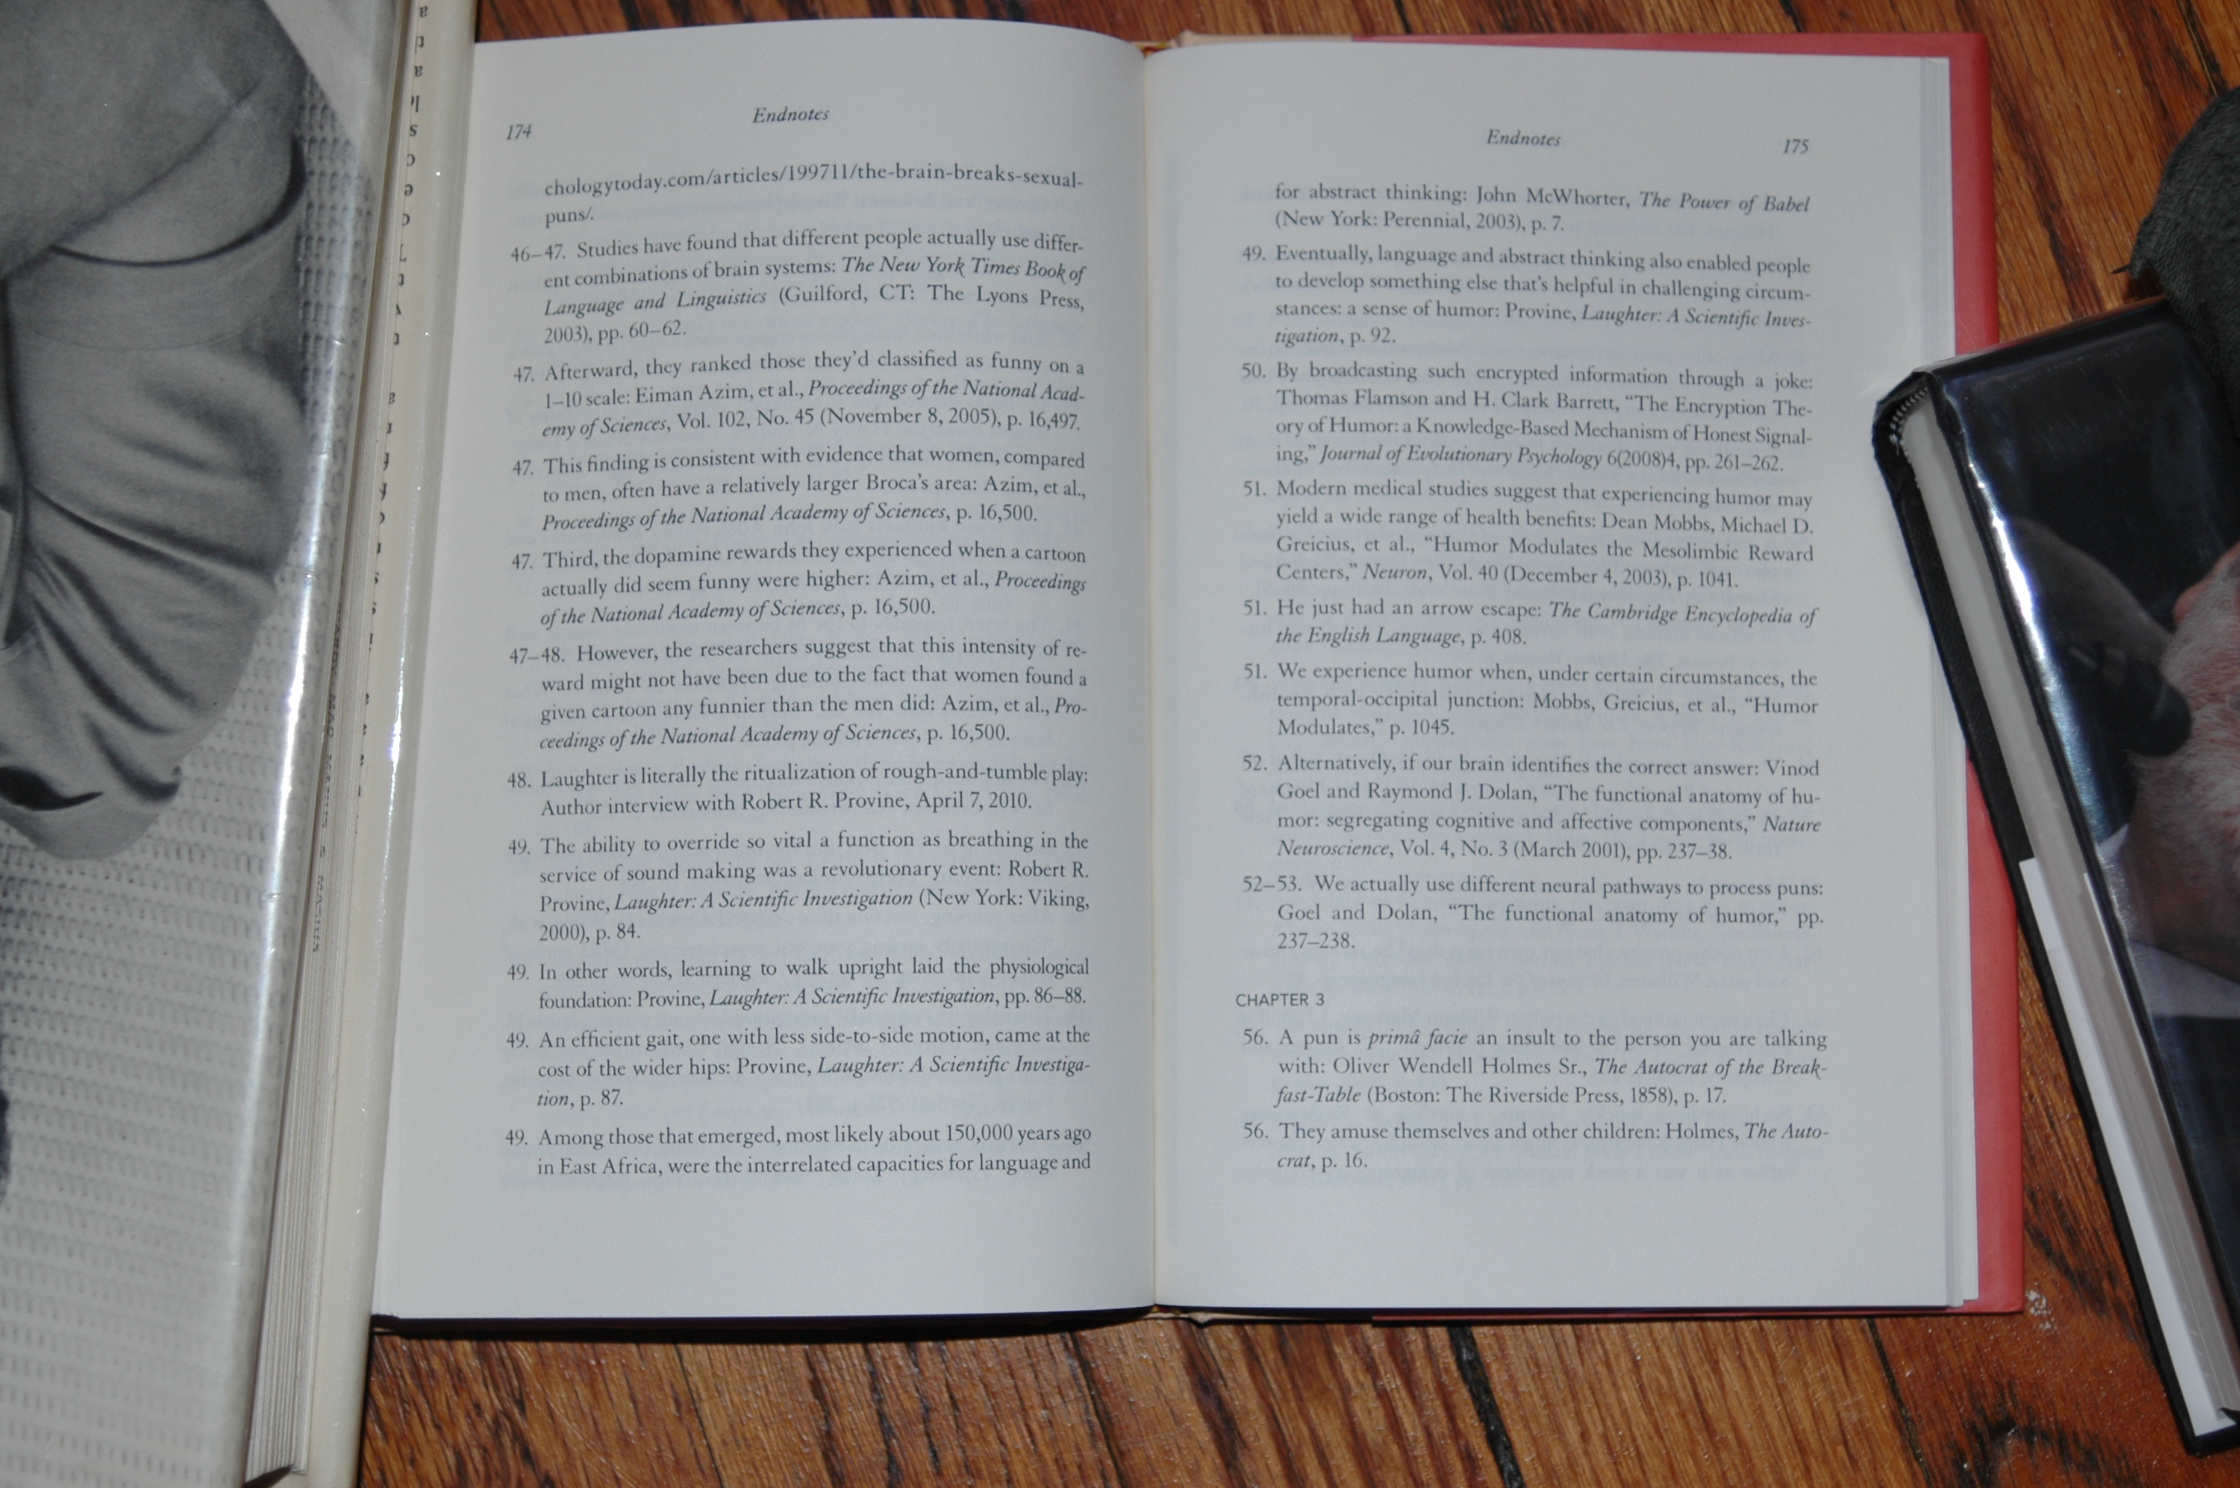 174
Endnotes
chologytoday.com/articles/199711/the-brain-breaks-sexual-
puns/.
46–47. Studies have found that different people actually use differ-
ent combinations of brain systems: The New York Times Book of
Language and Linguistics (Guilford, CT: The Lyons Press,
2003), pp. 60–62.
47. Afterward, they ranked those they'd classified as funny on a
1–10 scale: Eiman Azim, et al., Proceedings of the National Acad-
emy of Sciences, Vol. 102, No. 45 (November 8, 2005), p. 16,497.
47. This finding is consistent with evidence that women, compared
to men, often have a relatively larger Broca's area: Azim, et al.,
Proceedings of the National Academy of Sciences, p. 16,500.
47. Third, the dopamine rewards they experienced when a cartoon
actually did seem funny were higher: Azim, et al., Proceedings
of the National Academy of Sciences, p. 16,500.
47–48. However, the researchers suggest that this intensity of re-
ward might not have been due to the fact that women found a
given cartoon any funnier than the men did: Azim, et al., Pro-
ceedings of the National Academy of Sciences, p. 16,500.
48. Laughter is literally the ritualization of rough-and-tumble play:
Author interview with Robert R. Provine, April 7, 2010.
49. The ability to override so vital a function as breathing in the
service of sound making was a revolutionary event: Robert R.
Provine, Laughter: A Scientific Investigation (New York: Viking,
2000), p. 84.
49. In other words, learning to walk upright laid the physiological
foundation: Provine, Laughter: A Scientific Investigation, pp. 86–88.
49. An efficient gait, one with less side-to-side motion, came at the
cost of the wider hips: Provine, Laughter: A Scientific Investiga-
tion, p. 87.
49. Among those that emerged, most likely about 150,000 years ago
in East Africa, were the interrelated capacities for language and
Endnotes
175
for abstract thinking: John McWhorter, The Power of Babel
(New York: Perennial, 2003), p. 7.
49. Eventually, language and abstract thinking also enabled people
to develop something else that's helpful in challenging circum-
stances: a sense of humor: Provine, Laughter: A Scientific Inves-
tigation, p. 92.
50. By broadcasting such encrypted information through a joke:
Thomas Flamson and H. Clark Barrett, “The Encryption The-
ory of Humor: a Knowledge-Based Mechanism of Honest Signal-
ing,” Journal of Evolutionary Psychology 6(2008)4, pp. 261–262.
51. Modern medical studies suggest that experiencing humor may
yield a wide range of health benefits: Dean Mobbs, Michael D.
Greicius, et al., “Humor Modulates the Mesolimbic Reward
Centers,” Neuron, Vol. 40 (December 4, 2003), p. 1041.
51. He just had an arrow escape: The Cambridge Encyclopedia of
the English Language, p. 408.
51. We experience humor when, under certain circumstances, the
temporal-occipital junction: Mobbs, Greicius, et al., “Humor
Modulates,” p. 1045.
52. Alternatively, if our brain identifies the correct answer: Vinod
Goel and Raymond J. Dolan, “The functional anatomy of hu-
mor: segregating cognitive and affective components,” Nature
Neuroscience, Vol. 4, No. 3 (March 2001), pp. 237–38.
52–53. We actually use different neural pathways to process puns:
Goel and Dolan, “The functional anatomy of humor,” pp.
237–238.
CHAPTER 3
56. A pun is primâ facie an insult to the person you are talking
with: Oliver Wendell Holmes Sr., The Autocrat of the Break-
fast-Table (Boston: The Riverside Press, 1858), p. 17.
56. They amuse themselves and other children: Holmes, The Auto-
crat, p. 16.